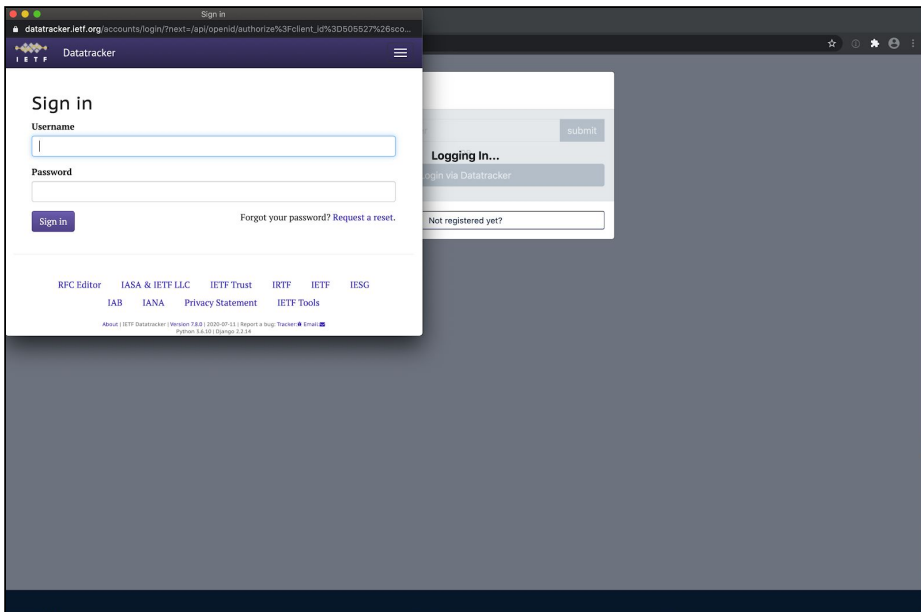 Sign in
datatracker.ietf.org/accounts/login/?next=/api/openid/authorize%3Fclient_id%3D505527%26sco...
IETF
Datatracker
Sign in
Username
Password
Sign in
Forgot your password? Request a reset.
RFC Editor IASA & IETF LLC IETF Trust IRTF IETF IESG
IAB IANA Privacy Statement IETF Tools
About | IETF Datatracker | Version 7.8.0 | 2020-07-11 | Report a bug: Tracker: Email:
Python 3.6.10 | Django 2.2.14
submit
Logging In...
ogin via Datatracker
Not registered yet?